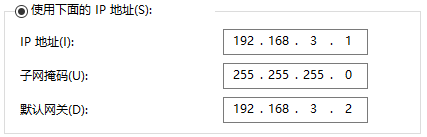 使用下面的 IP 地址(S):
IP 地址(I): 192 . 168 . 3 . 1
子网掩码(U): 255 . 255 . 255 . 0
默认网关(D): 192 . 168 . 3 . 2